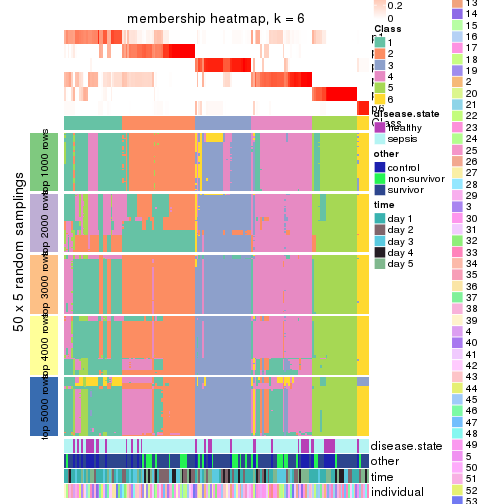 membership heatmap, k = 6
0.2
0
Class
1
2
3
4
5
6
disease.state
healthy
sepsis
other
control
non-survivor
survivor
time
day 1
day 2
day 3
day 4
day 5
50 x 5 random samplings
top 1000 rows
top 2000 rows
top 3000 rows
top 4000 rows
top 5000 rows
disease.state
other
time
individual
13
14
15
16
17
18
19
2
20
21
22
23
24
25
26
27
28
29
3
30
31
32
33
34
35
36
37
38
39
4
40
41
42
43
44
45
46
47
48
49
5
50
51
52
53